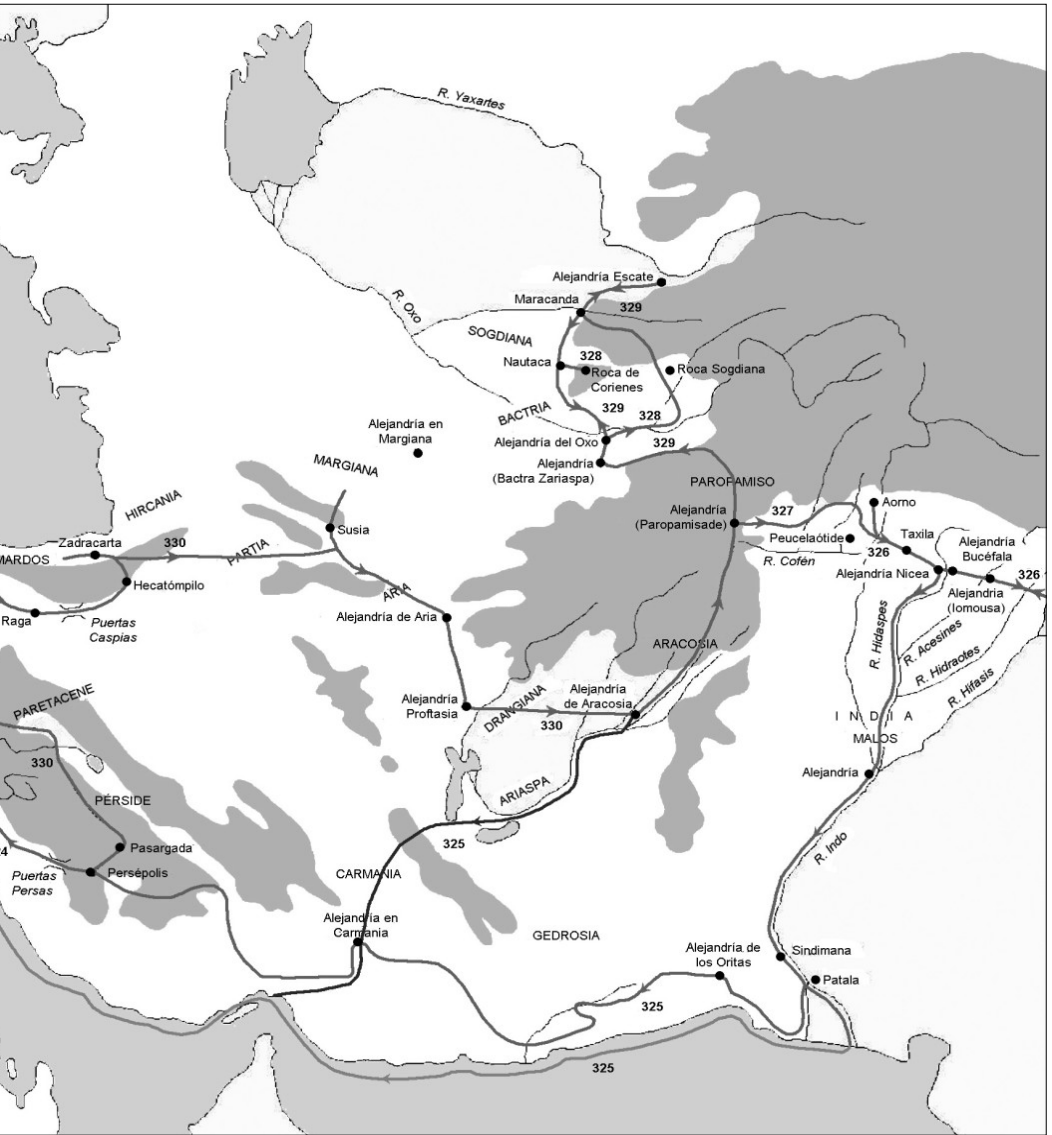 R. Yaxartes
Alejandría Escate
Maracanda
329
R. Oxo
SOGDIANA
Nautaca
328
Roca de
Corienes
Roca Sogdiana
BACTRIA
329
328
Alejandría en
Margiana
Alejandría del Oxo
329
MARGIANA
Alejandría
(Bactra Zariaspa)
PAROPAMISO
HIRCANIA
Alejandría
(Paropamisade)
327
Aorno
Susia
Zadracarta
330
PARTIA
Peucelaótide
326
Taxila
Alejandría
Bucéfala
MARDOS
R. Cofén
Hecatómpilo
Alejandría Nicea
326
ARIA
Alejandría
(Iomousa)
Raga
Puertas
Caspias
Alejandría de Aria
R. Hidaspes
R. Acesines
ARACOSIA
R. Hidraotes
R. Hifasis
PARETACENE
Alejandría
Proftasia
DRANGIANA
Alejandría
de Aracosia
330
INDIA
MALOS
330
Alejandría
PÉRSIDE
ARIASPA
325
Pasargada
R. Indo
Puertas
Persas
Persépolis
CARMANIA
Alejandría en
Carmania
GEDROSIA
Alejandría de
los Oritas
Sindimana
Patala
325
325